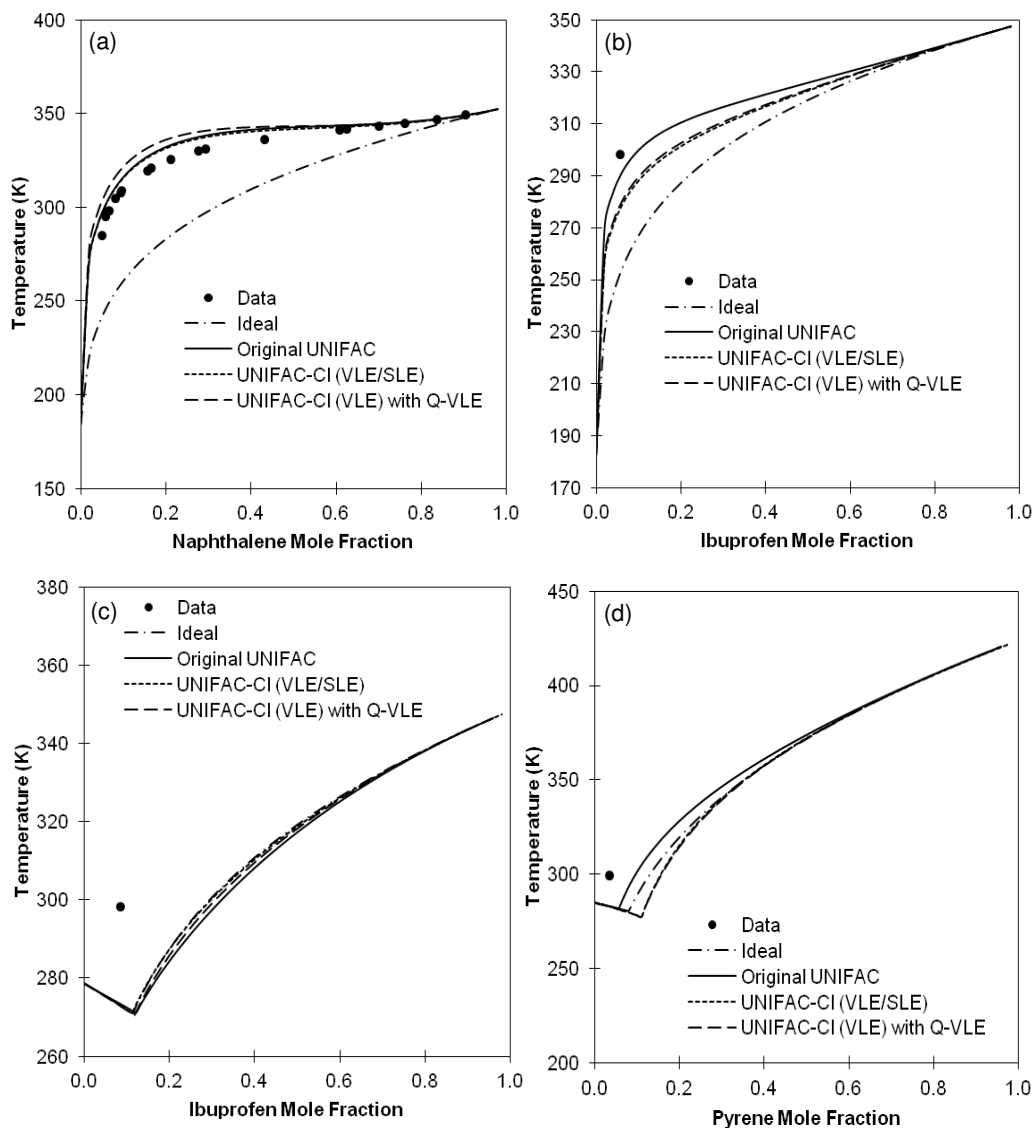 (a)
400
350
300
250
200
150
Temperature (K)
Data
Ideal
Original UNIFAC
UNIFAC-CI (VLE/SLE)
UNIFAC-CI (VLE) with Q-VLE
0.0 0.2 0.4 0.6 0.8 1.0
Naphthalene Mole Fraction
(b)
350
330
310
290
270
250
230
210
190
170
Temperature (K)
Data
Ideal
Original UNIFAC
UNIFAC-CI (VLE/SLE)
UNIFAC-CI (VLE) with Q-VLE
0.0 0.2 0.4 0.6 0.8 1.0
Ibuprofen Mole Fraction
(c)
380
360
340
320
300
280
260
Temperature (K)
Data
Ideal
Original UNIFAC
UNIFAC-CI (VLE/SLE)
UNIFAC-CI (VLE) with Q-VLE
0.0 0.2 0.4 0.6 0.8 1.0
Ibuprofen Mole Fraction
(d)
450
400
350
300
250
200
Temperature (K)
Data
Ideal
Original UNIFAC
UNIFAC-CI (VLE/SLE)
UNIFAC-CI (VLE) with Q-VLE
0.0 0.2 0.4 0.6 0.8 1.0
Pyrene Mole Fraction